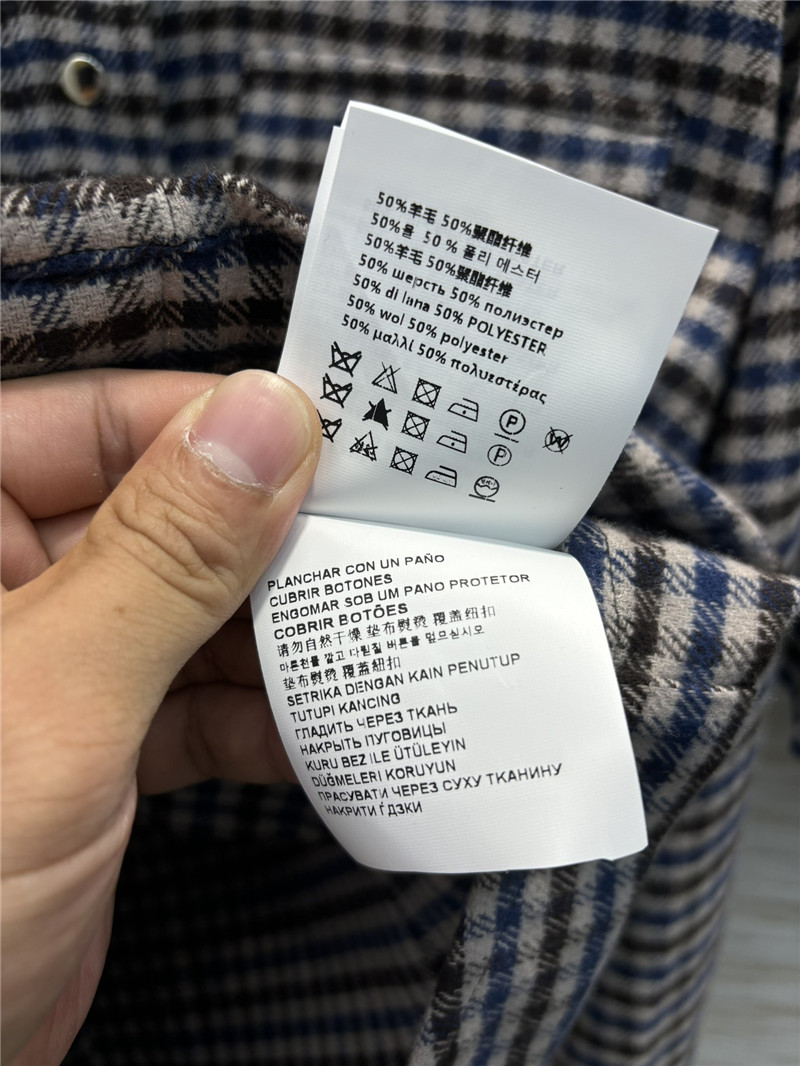 50%羊毛 50%聚酯纤维
50%울 50 % 폴리 에스터
50%羊毛 50%聚酯纤维
50% шерсть 50% полиэстер
50% di lana 50% POLYESTER
50% wol 50% polyester
50% μαλλί 50% πολυεστέρας
P
W
P
PLANCHAR CON UN PAÑO
CUBRIR BOTONES
ENGOMAR SOB UM PANO PROTETOR
COBRIR BOTÕES
请勿自然干燥 垫布熨烫 覆盖纽扣
마른천를 깔고 다림질 버튼를 덮으십시오
垫布熨烫 覆盖紐扣
SETRIKA DENGAN KAIN PENUTUP
TUTUPI KANCING
ГЛАДИТЬ ЧЕРЕЗ ТКАНЬ
НАКРЫТЬ ПУГОВИЦЫ
KURU BEZ ILE ÜTÜLEYIN
DÜĞMELERI KORUYUN
ПРАСУВАТИ ЧЕРЕЗ СУХУ ТКАНИНУ
НАКРИТИ ҐДЗКИ